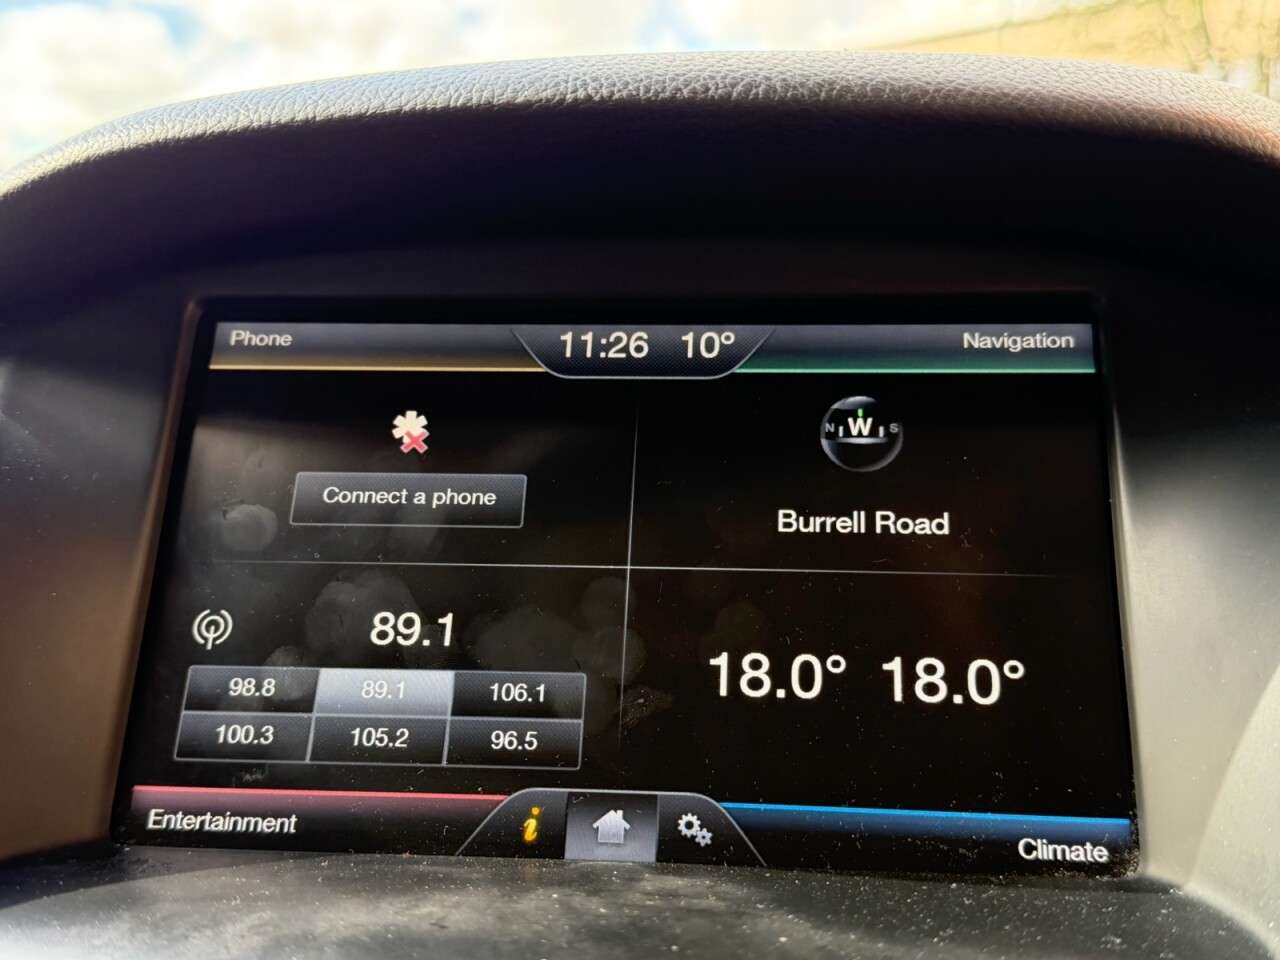 Phone
11:26 10°
Navigation
N W S
Connect a phone
Burrell Road
89.1
98.8 89.1 106.1
100.3 105.2 96.5
18.0° 18.0°
Entertainment
i
Climate